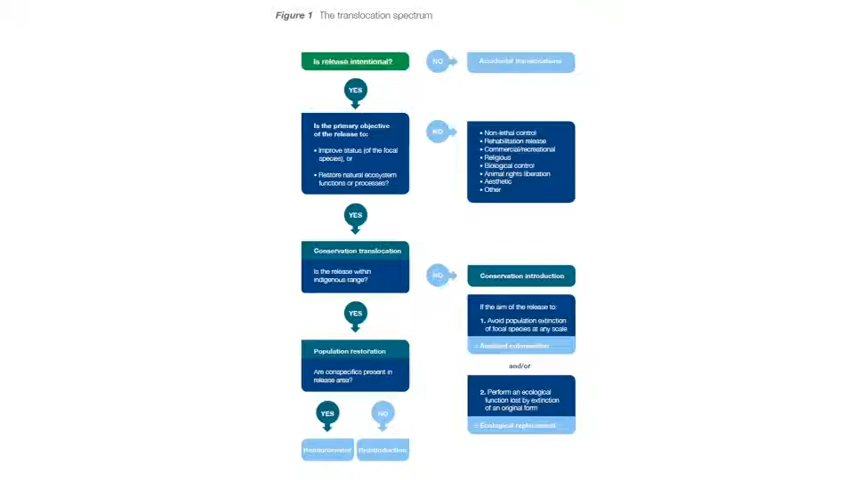 Figure 1 The translocation spectrum
Is release intentional?
NO
Accidental translocations
YES
Is the primary objective
of the release to:
• Improve status (of the focal
species), or
• Restore natural ecosystem
functions or processes?
NO
• Non-lethal control
• Rehabilitation release
• Commercial/recreational
• Religious
• Biological control
• Animal rights liberation
• Aesthetic
• Other
YES
Conservation translocation
Is the release within
indigenous range?
NO
Conservation introduction
If the aim of the release to:
1. Avoid population extinction
of focal species at any scale
= Assisted colonisation
and/or
2. Perform an ecological
function lost by extinction
of an original form
= Ecological replacement
YES
Population restoration
Are conspecifics present in
release area?
YES
NO
Reinforcement
Reintroduction